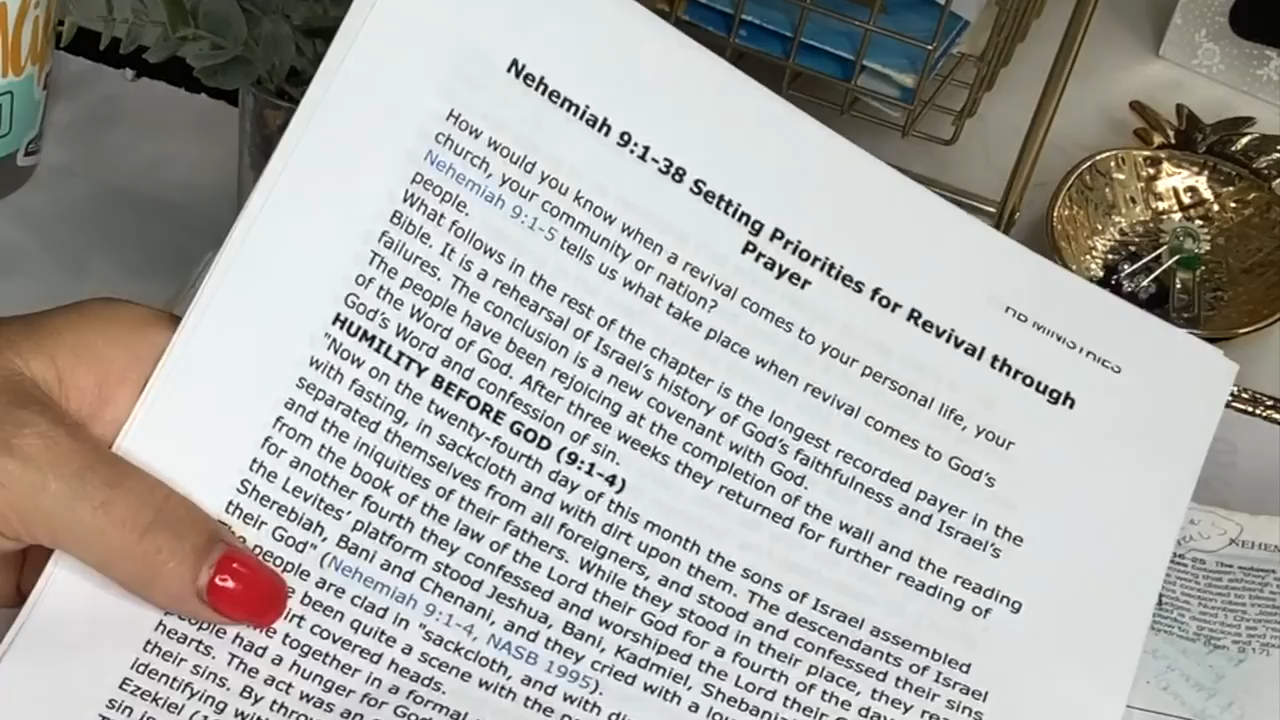 Nehemiah 9:1-38 Setting Priorities for Revival through
Prayer
How would you know when a revival comes to your personal life, your
church, your community or nation?
Nehemiah 9:1-5 tells us what take place when revival comes to God's
people.
What follows in the rest of the chapter is the longest recorded payer in the
Bible. It is a rehearsal of Israel's history of God's faithfulness and Israel's
failures. The conclusion is a new covenant with God.
The people have been rejoicing at the completion of the wall and the reading
of the Word of God. After three weeks they returned for further reading of
God's Word and confession of sin.
HUMILITY BEFORE GOD (9:1-4)
"Now on the twenty-fourth day of this month the sons of Israel assembled
with fasting, in sackcloth and with dirt upon them. The descendants of Israel
separated themselves from all foreigners, and stood and confessed their sins
and the iniquities of their fathers. While they stood in their place, they
from the book of the law of the Lord their God for a fourth of the day
for another fourth they confessed and worshiped the Lord their
the Levites' platform stood Jeshua, Bani, Kadmiel,
Sherebiah, Bani and Chenani, and they cried with a
their God" (Nehemiah 9:1-4, NASB 1995).
people are clad in "sackcloth, and with
been quite a scene with the
covered heads.
together in a formal
people had a hunger for
hearts. The act was an
their sins. By
Identifying
Ezekiel
sin